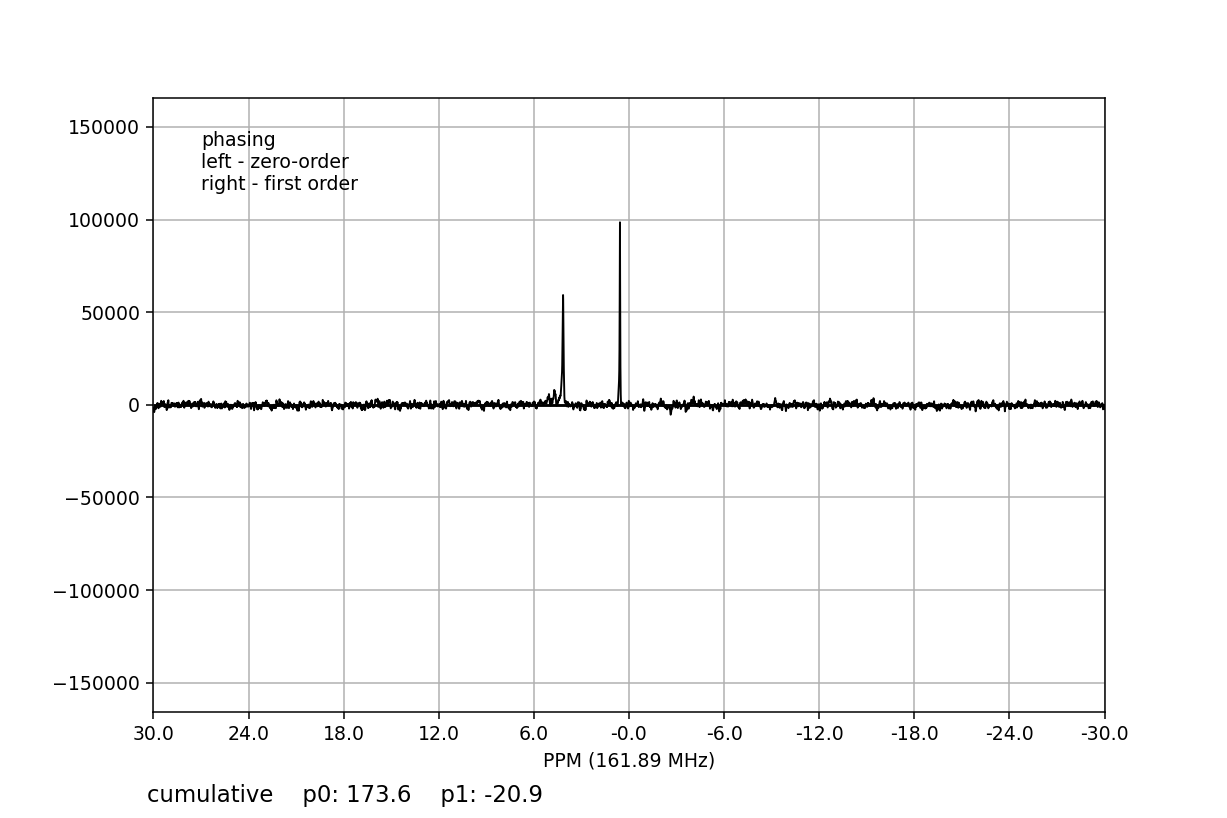 150000
100000
50000
0
−50000
−100000
−150000
phasing
left - zero-order
right - first order
30.0 24.0 18.0 12.0 6.0 -0.0 -6.0 -12.0 -18.0 -24.0 -30.0
PPM (161.89 MHz)
cumulative p0: 173.6 p1: -20.9